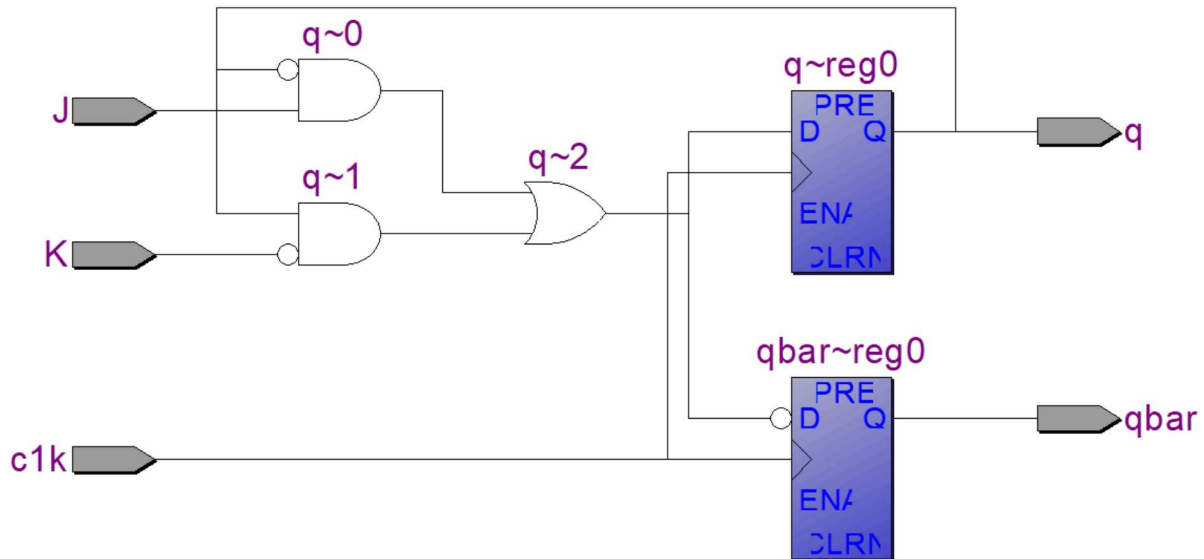 q~0
q~reg0
J
PRE
D Q
q
q~1
q~2
ENA
K
CLRN
qbar~reg0
PRE
D Q
qbar
c1k
ENA
CLRN